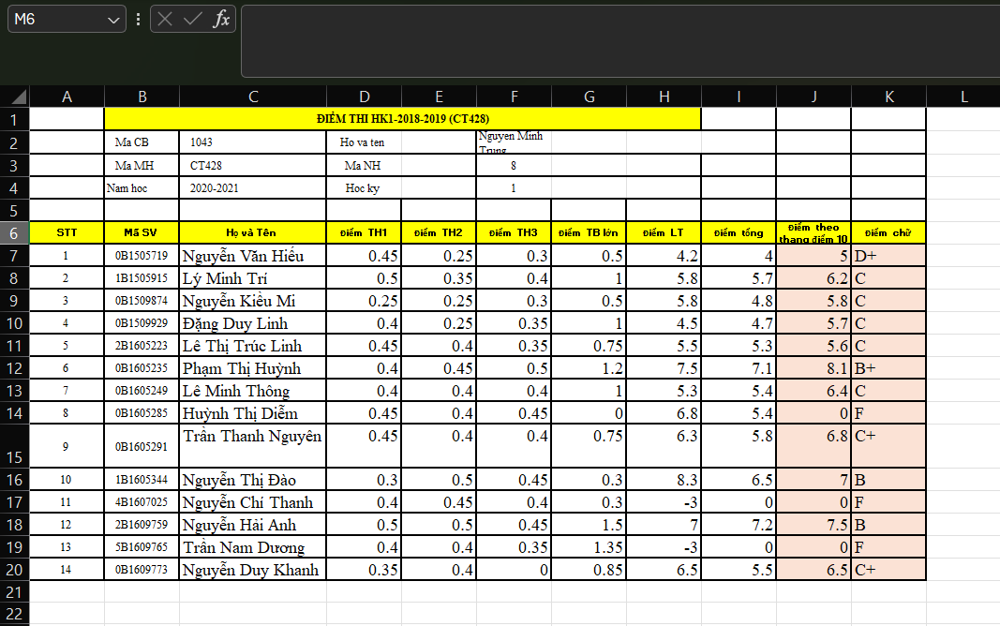 M6 fx
A B C D E F G H I J K L
1 ĐIỂM THI HK1-2018-2019 (CT428)
2 Ma CB 1043 Ho va ten Nguyen Minh
Trung
3 Ma MH CT428 Ma NH 8
4 Nam hoc 2020-2021 Hoc ky 1
5
6 STT Mã SV Họ và Tên Điểm TH1 Điểm TH2 Điểm TH3 Điểm TB lớn Điểm LT Điểm tổng Điểm theo
thang điểm 10 Điểm chữ
7 1 0B1505719 Nguyễn Văn Hiếu 0.45 0.25 0.3 0.5 4.2 4 5 D+
8 2 1B1505915 Lý Minh Trí 0.5 0.35 0.4 1 5.8 5.7 6.2 C
9 3 0B1509874 Nguyễn Kiều Mi 0.25 0.25 0.3 0.5 5.8 4.8 5.8 C
10 4 0B1509929 Đặng Duy Linh 0.4 0.25 0.35 1 4.5 4.7 5.7 C
11 5 2B1605223 Lê Thị Trúc Linh 0.45 0.4 0.35 0.75 5.5 5.3 5.6 C
12 6 0B1605235 Phạm Thị Huỳnh 0.4 0.45 0.5 1.2 7.5 7.1 8.1 B+
13 7 0B1605249 Lê Minh Thông 0.4 0.4 0.4 1 5.3 5.4 6.4 C
14 8 0B1605285 Huỳnh Thị Diễm 0.45 0.4 0.45 0 6.8 5.4 0 F
15 9 0B1605291 Trần Thanh Nguyên 0.45 0.4 0.4 0.75 6.3 5.8 6.8 C+
16 10 1B1605344 Nguyễn Thị Đào 0.3 0.5 0.45 0.3 8.3 6.5 7 B
17 11 4B1607025 Nguyễn Chí Thanh 0.4 0.45 0.4 0.3 -3 0 0 F
18 12 2B1609759 Nguyễn Hải Anh 0.5 0.5 0.45 1.5 7 7.2 7.5 B
19 13 5B1609765 Trần Nam Dương 0.4 0.4 0.35 1.35 -3 0 0 F
20 14 0B1609773 Nguyễn Duy Khanh 0.35 0.4 0 0.85 6.5 5.5 6.5 C+
21
22